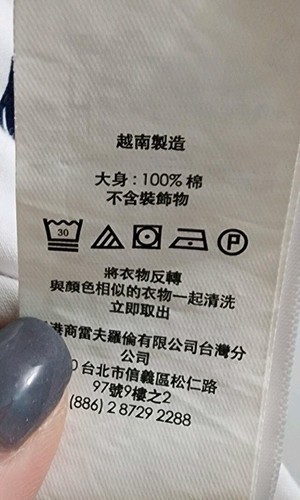 越南製造
大身：100% 棉
不含裝飾物
30
P
將衣物反轉
與顏色相似的衣物一起清洗
立即取出
港商雷夫羅倫有限公司台灣分
公司
0 台北市信義區松仁路
97號9樓之2
(886) 2 8729 2288